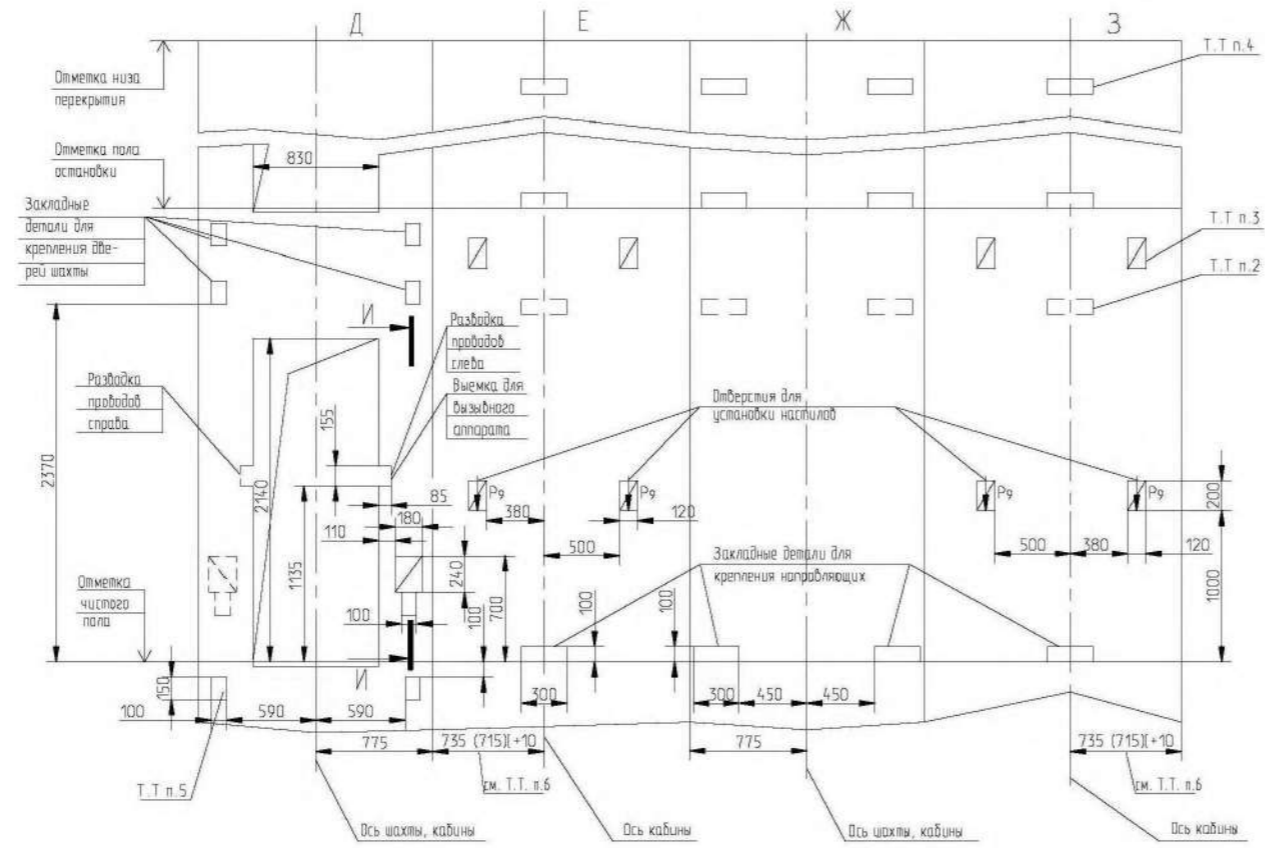 Д Е Ж З
Т.Т п.4
Отметка низа
перекрытия
Отметка пола
остановки
830
Закладные
детали для
крепления две-
рей шахты
Т.Т п.3
Т.Т п.2
И
Разводка
проводов
слева
Выемка для
вызывного
аппарата
Разводка
проводов
справа
Отверстия для
установки настилов
2370
2140
155
1135
85
110
180
240
700
100
100
Р9 Р9 Р9 Р9
380 120
500
500 380 120
200
1000
Закладные детали для
крепления направляющих
Отметка
чистого
пола
100 100
И
150
100 590 590
300 300 450 450
775 735 (715)[+10 775 735 (715)[+10
Т.Т п.5
см. Т.Т. п.6
см. Т.Т. п.6
Ось шахты, кабины
Ось кабины
Ось шахты, кабины
Ось кабины